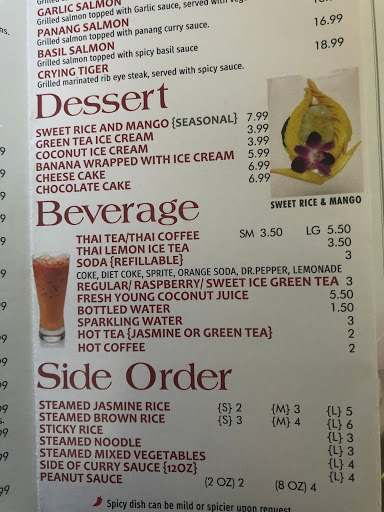 GARLIC SALMON
Grilled salmon topped with Garlic sauce, served with
PANANG SALMON 16.99
Grilled salmon topped with panang curry sauce.
BASIL SALMON 18.99
Grilled salmon topped with spicy basil sauce
CRYING TIGER
Grilled marinated rib eye steak, served with spicy sauce.
Dessert
SWEET RICE AND MANGO {SEASONAL} 7.99
GREEN TEA ICE CREAM 3.99
COCONUT ICE CREAM 3.99
BANANA WRAPPED WITH ICE CREAM 5.99
CHEESE CAKE 6.99
CHOCOLATE CAKE 6.99
SWEET RICE & MANGO
Beverage
THAI TEA/THAI COFFEE SM 3.50 LG 5.50
THAI LEMON ICE TEA 3.50
SODA {REFILLABLE} 3
COKE, DIET COKE, SPRITE, ORANGE SODA, DR.PEPPER, LEMONADE
REGULAR/ RASPBERRY/ SWEET ICE GREEN TEA 3
FRESH YOUNG COCONUT JUICE 5.50
BOTTLED WATER 1.50
SPARKLING WATER 3
HOT TEA {JASMINE OR GREEN TEA} 2
HOT COFFEE 2
Side Order
STEAMED JASMINE RICE {S} 2 {M} 3 {L} 5
STEAMED BROWN RICE {S} 3 {M} 4 {L} 6
STICKY RICE {L} 3
STEAMED NOODLE {L} 3
STEAMED MIXED VEGETABLES {L} 4
SIDE OF CURRY SAUCE {12OZ} {L} 4
PEANUT SAUCE (2 OZ) 2 (8 OZ) 4
Spicy dish can be mild or spicier upon request